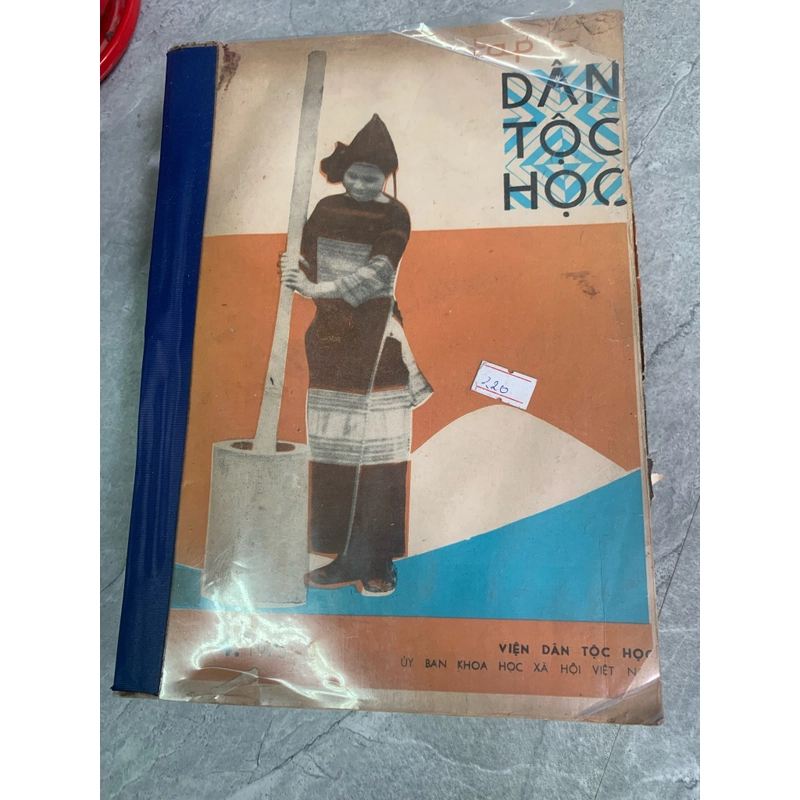 DÂN
TỘC
HỌC
220
VIỆN DÂN TỘC HỌC
ỦY BAN KHOA HỌC XÃ HỘI VIỆT N